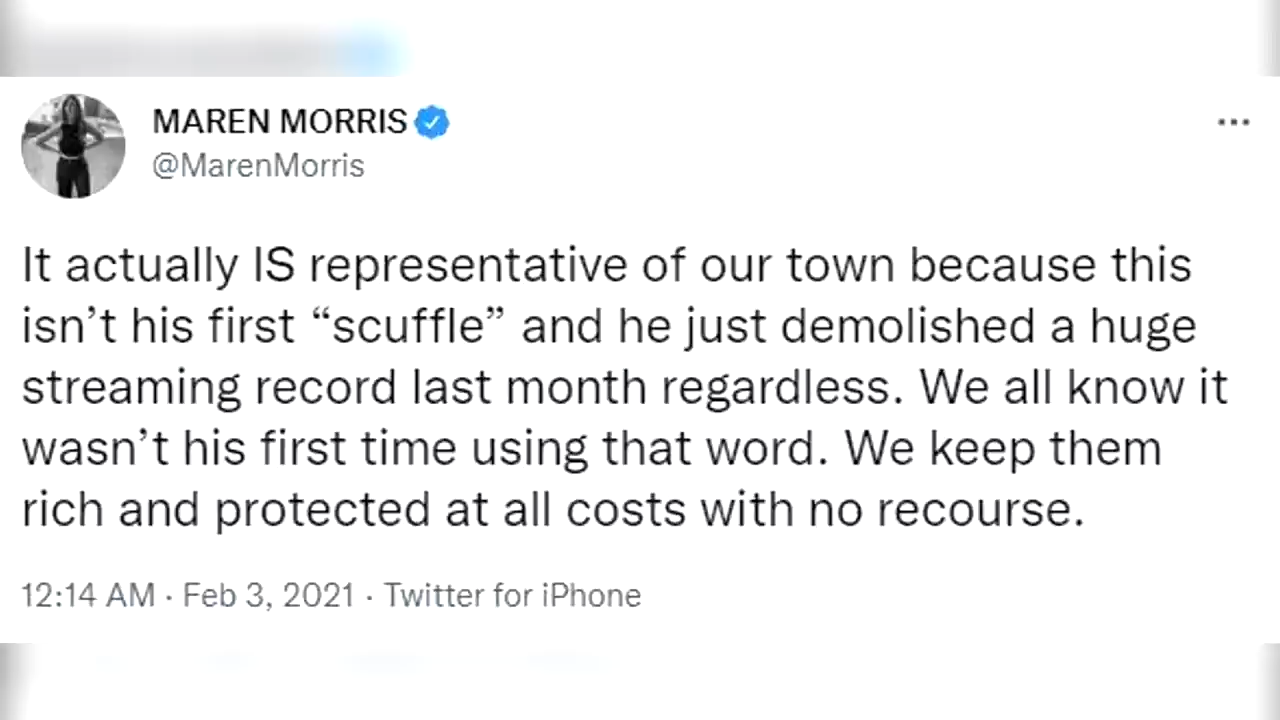 MAREN MORRIS
@MarenMorris
It actually IS representative of our town because this
isn’t his first “scuffle” and he just demolished a huge
streaming record last month regardless. We all know it
wasn’t his first time using that word. We keep them
rich and protected at all costs with no recourse.
12:14 AM · Feb 3, 2021 · Twitter for iPhone